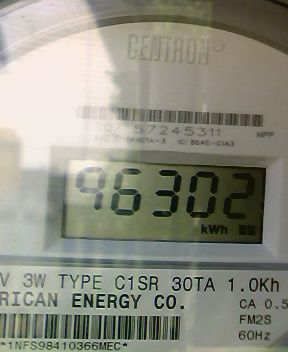 CENTRON
57245311 HPP
96302
kWh
V 3W TYPE C1SR 30TA 1.0Kh
RICAN ENERGY CO. CA 0.5
FM2S
*1NFS98410366MEC* 60Hz